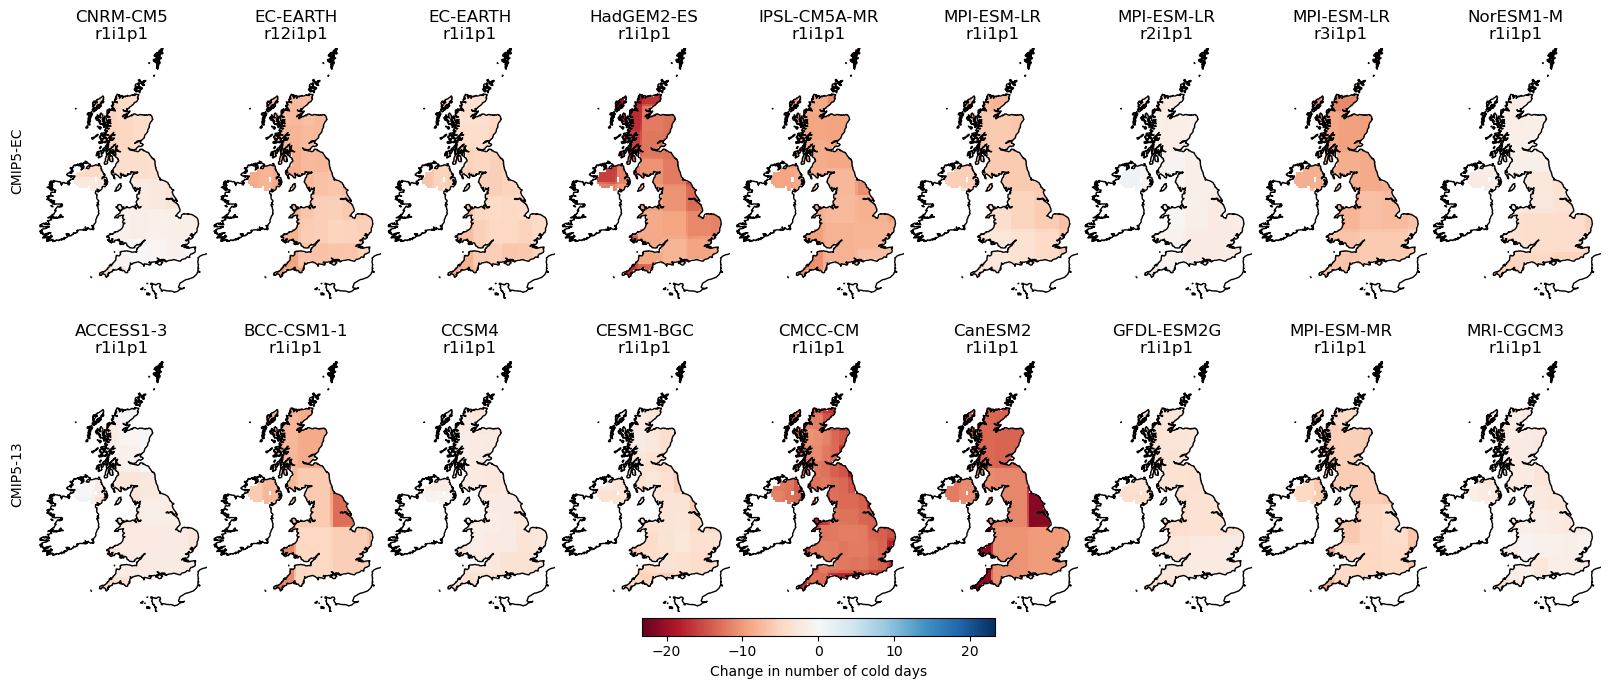 CNRM-CM5
r1i1p1
EC-EARTH
r12i1p1
EC-EARTH
r1i1p1
HadGEM2-ES
r1i1p1
IPSL-CM5A-MR
r1i1p1
MPI-ESM-LR
r1i1p1
MPI-ESM-LR
r2i1p1
MPI-ESM-LR
r3i1p1
NorESM1-M
r1i1p1
CMIP5-EC
ACCESS1-3
r1i1p1
BCC-CSM1-1
r1i1p1
CCSM4
r1i1p1
CESM1-BGC
r1i1p1
CMCC-CM
r1i1p1
CanESM2
r1i1p1
GFDL-ESM2G
r1i1p1
MPI-ESM-MR
r1i1p1
MRI-CGCM3
r1i1p1
CMIP5-13
−20 −10 0 10 20
Change in number of cold days